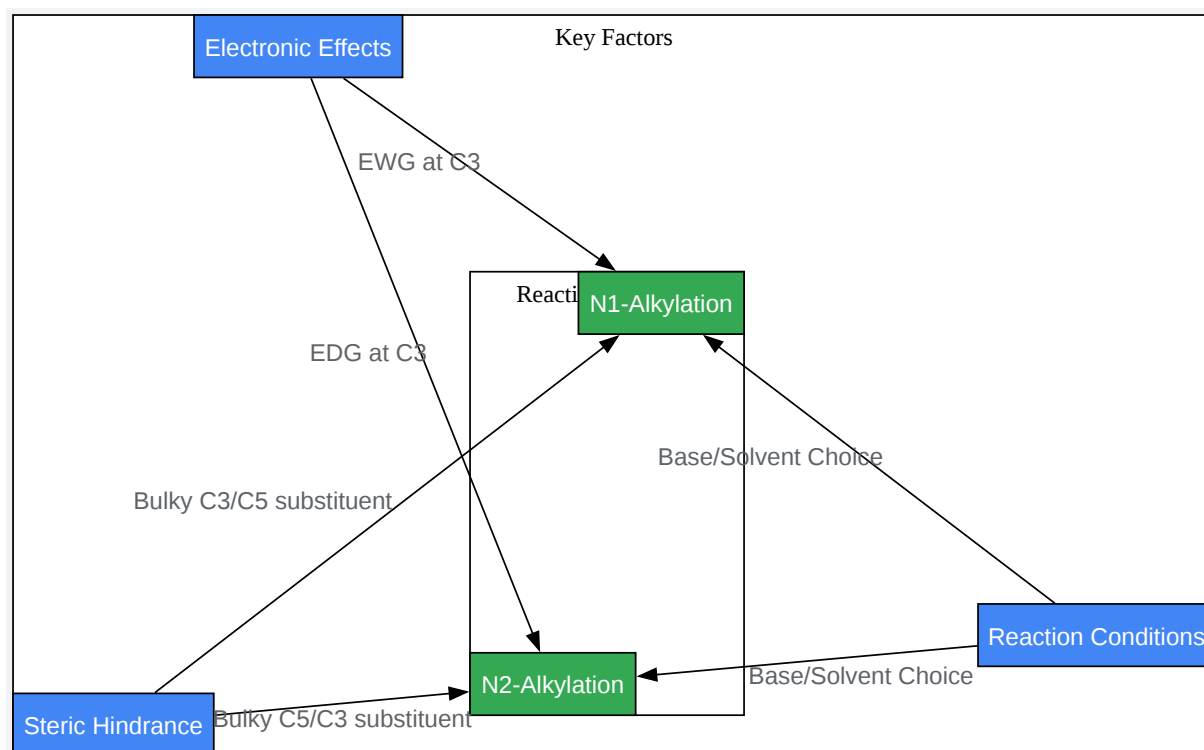 Electronic Effects
Key Factors
EWG at C3
Reacti
N1-Alkylation
EDG at C3
Base/Solvent Choice
Bulky C3/C5 substituent
Reaction Conditions
N2-Alkylation
Base/Solvent Choice
Steric Hindrance
Bulky C5/C3 substituent